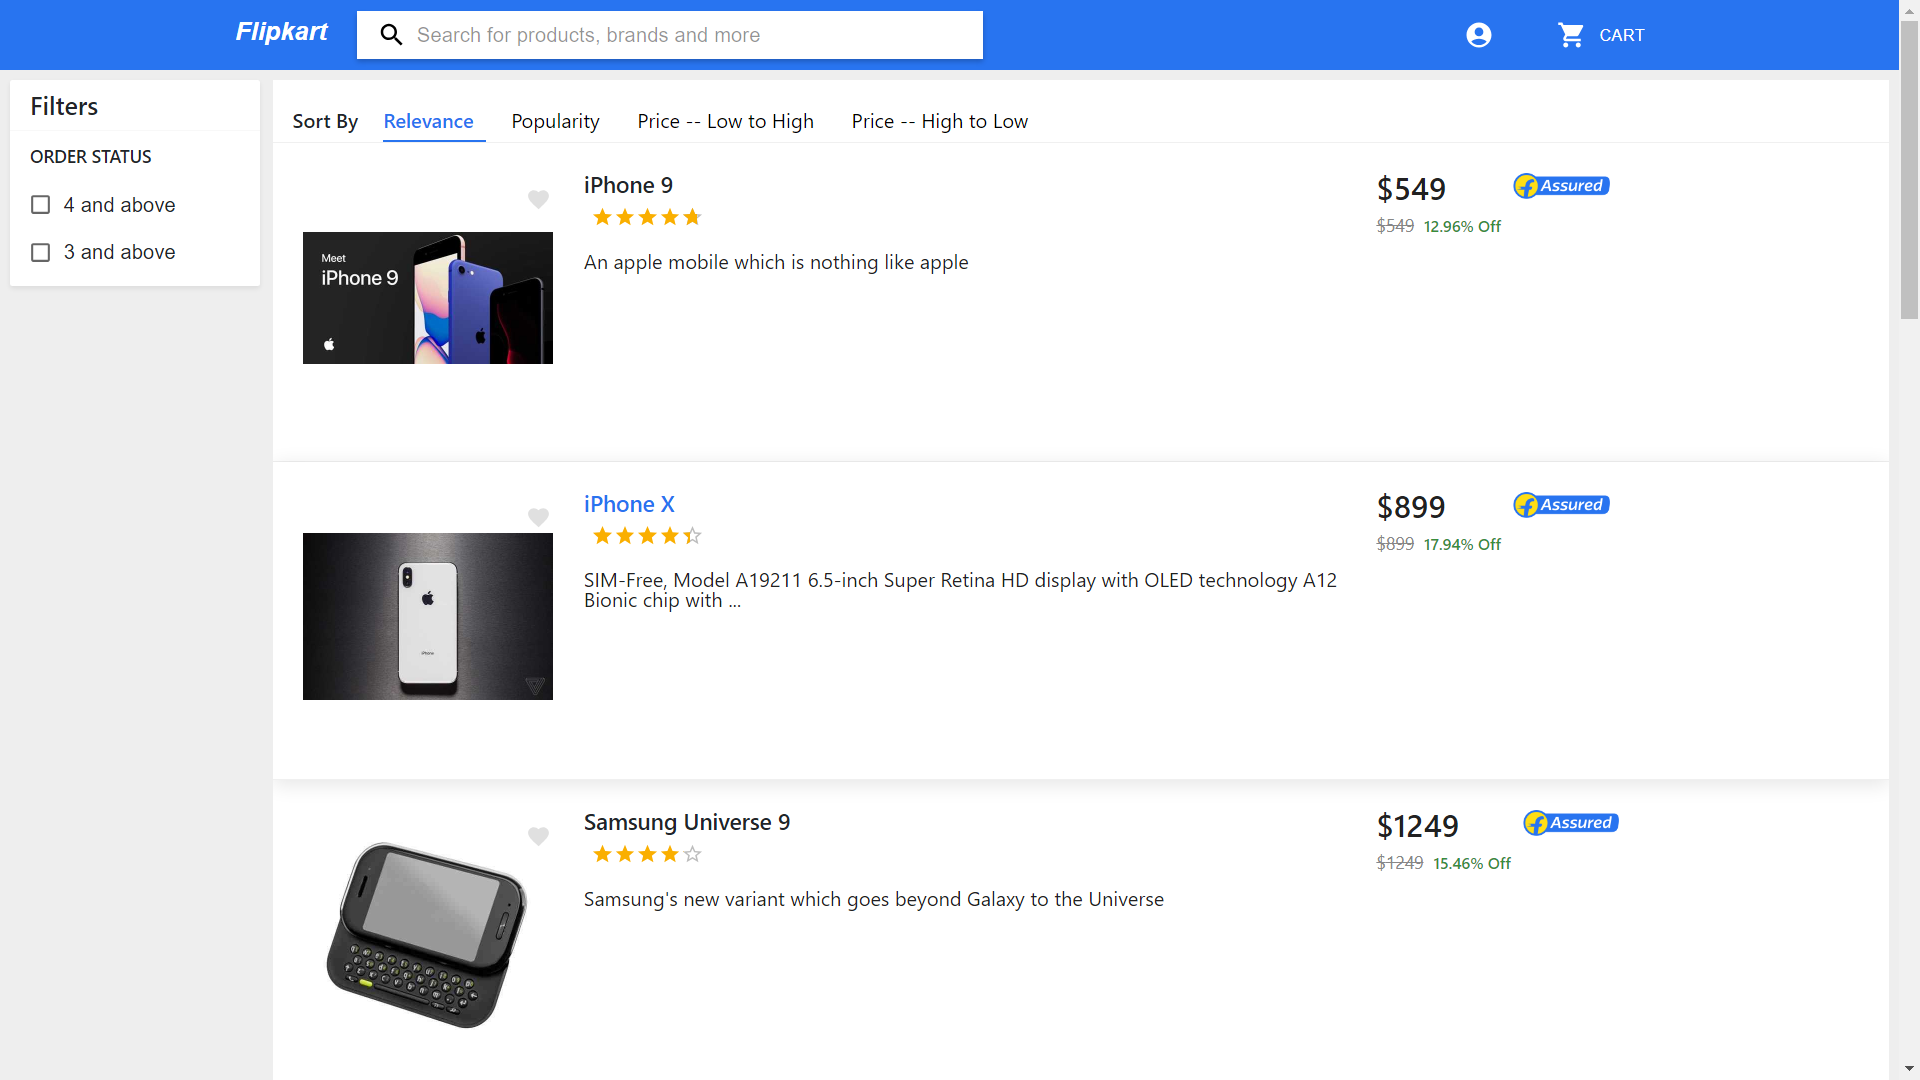 Flipkart
Search for products, brands and more
CART
Filters
ORDER STATUS
4 and above
3 and above
Sort By
Relevance
Popularity
Price -- Low to High
Price -- High to Low
iPhone 9
$549
Assured
$549 12.96% Off
An apple mobile which is nothing like apple
Meet
iPhone 9
iPhone X
$899
Assured
$899 17.94% Off
SIM-Free, Model A19211 6.5-inch Super Retina HD display with OLED technology A12
Bionic chip with ...
iPhone
Samsung Universe 9
$1249
Assured
$1249 15.46% Off
Samsung's new variant which goes beyond Galaxy to the Universe